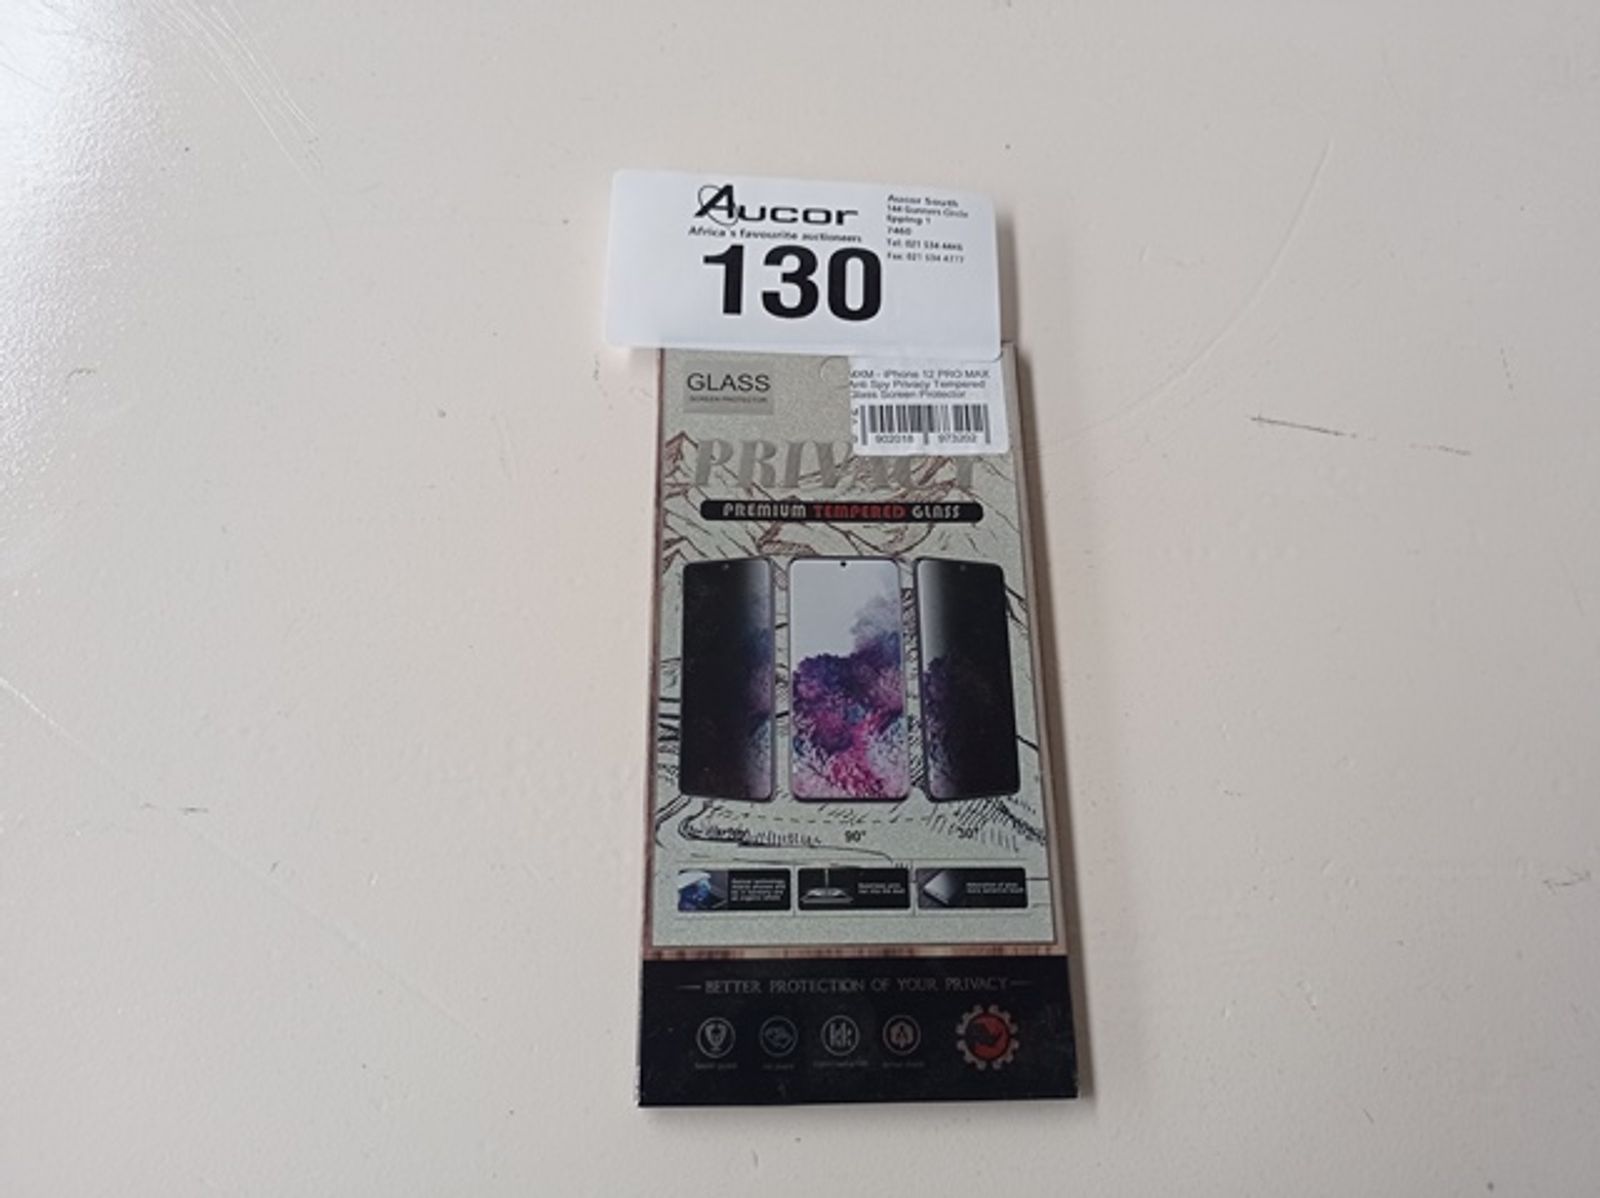 Aucor
Africa's favourite auctioneers
130
Aucor South
144 Gunners Circle
Epping 1
7460
Tel: 021 534 4446
Fax: 021 534 4777
GLASS
SCREEN PROTECTOR
- iPhone 12 PRO MAX
Anti Spy Privacy Tempered
Glass Screen Protector
902018 973202
PRIVACY
PREMIUM TEMPERED GLASS
90°
30°
BETTER PROTECTION OF YOUR PRIVACY